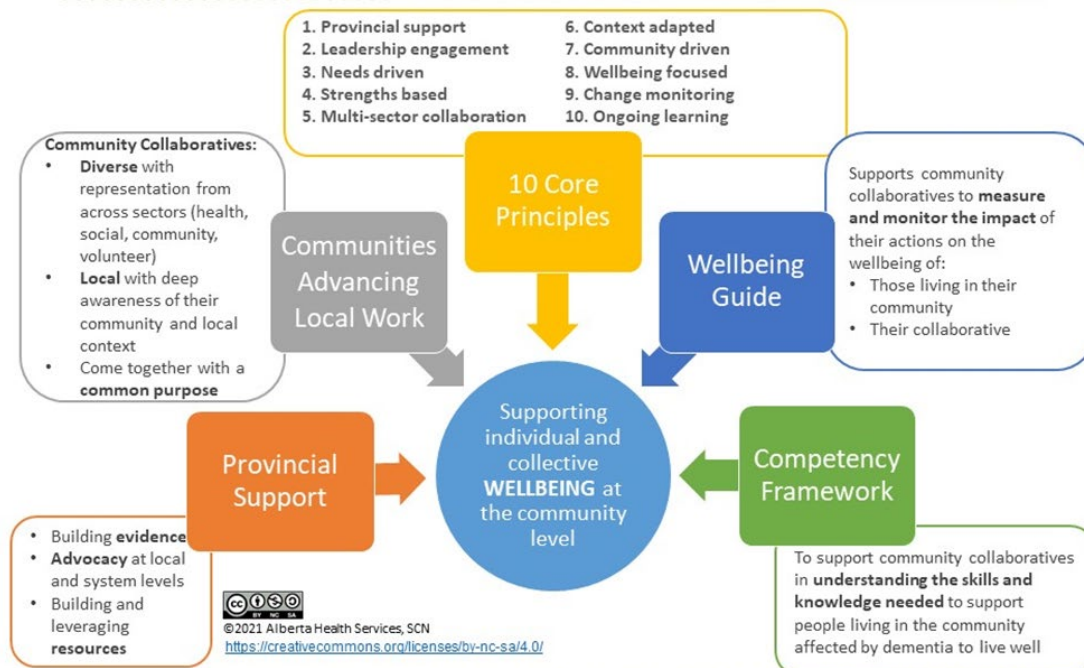 1. Provincial support
2. Leadership engagement
3. Needs driven
4. Strengths based
5. Multi-sector collaboration
6. Context adapted
7. Community driven
8. Wellbeing focused
9. Change monitoring
10. Ongoing learning
10 Core
Principles
Community Collaboratives:
• Diverse with
representation from
across sectors (health,
social, community,
volunteer)
• Local with deep
awareness of their
community and local
context
• Come together with a
common purpose
Communities
Advancing
Local Work
Wellbeing
Guide
Supports community
collaboratives to measure
and monitor the impact of
their actions on the
wellbeing of:
• Those living in their
community
• Their collaborative
Provincial
Support
• Building evidence
• Advocacy at local
and system levels
• Building and
leveraging
resources
Supporting
individual and
collective
WELLBEING at
the community
level
Competency
Framework
To support community collaboratives
in understanding the skills and
knowledge needed to support
people living in the community
affected by dementia to live well
cc
BY NC SA
©2021 Alberta Health Services, SCN
https://creativecommons.org/licenses/by-nc-sa/4.0/